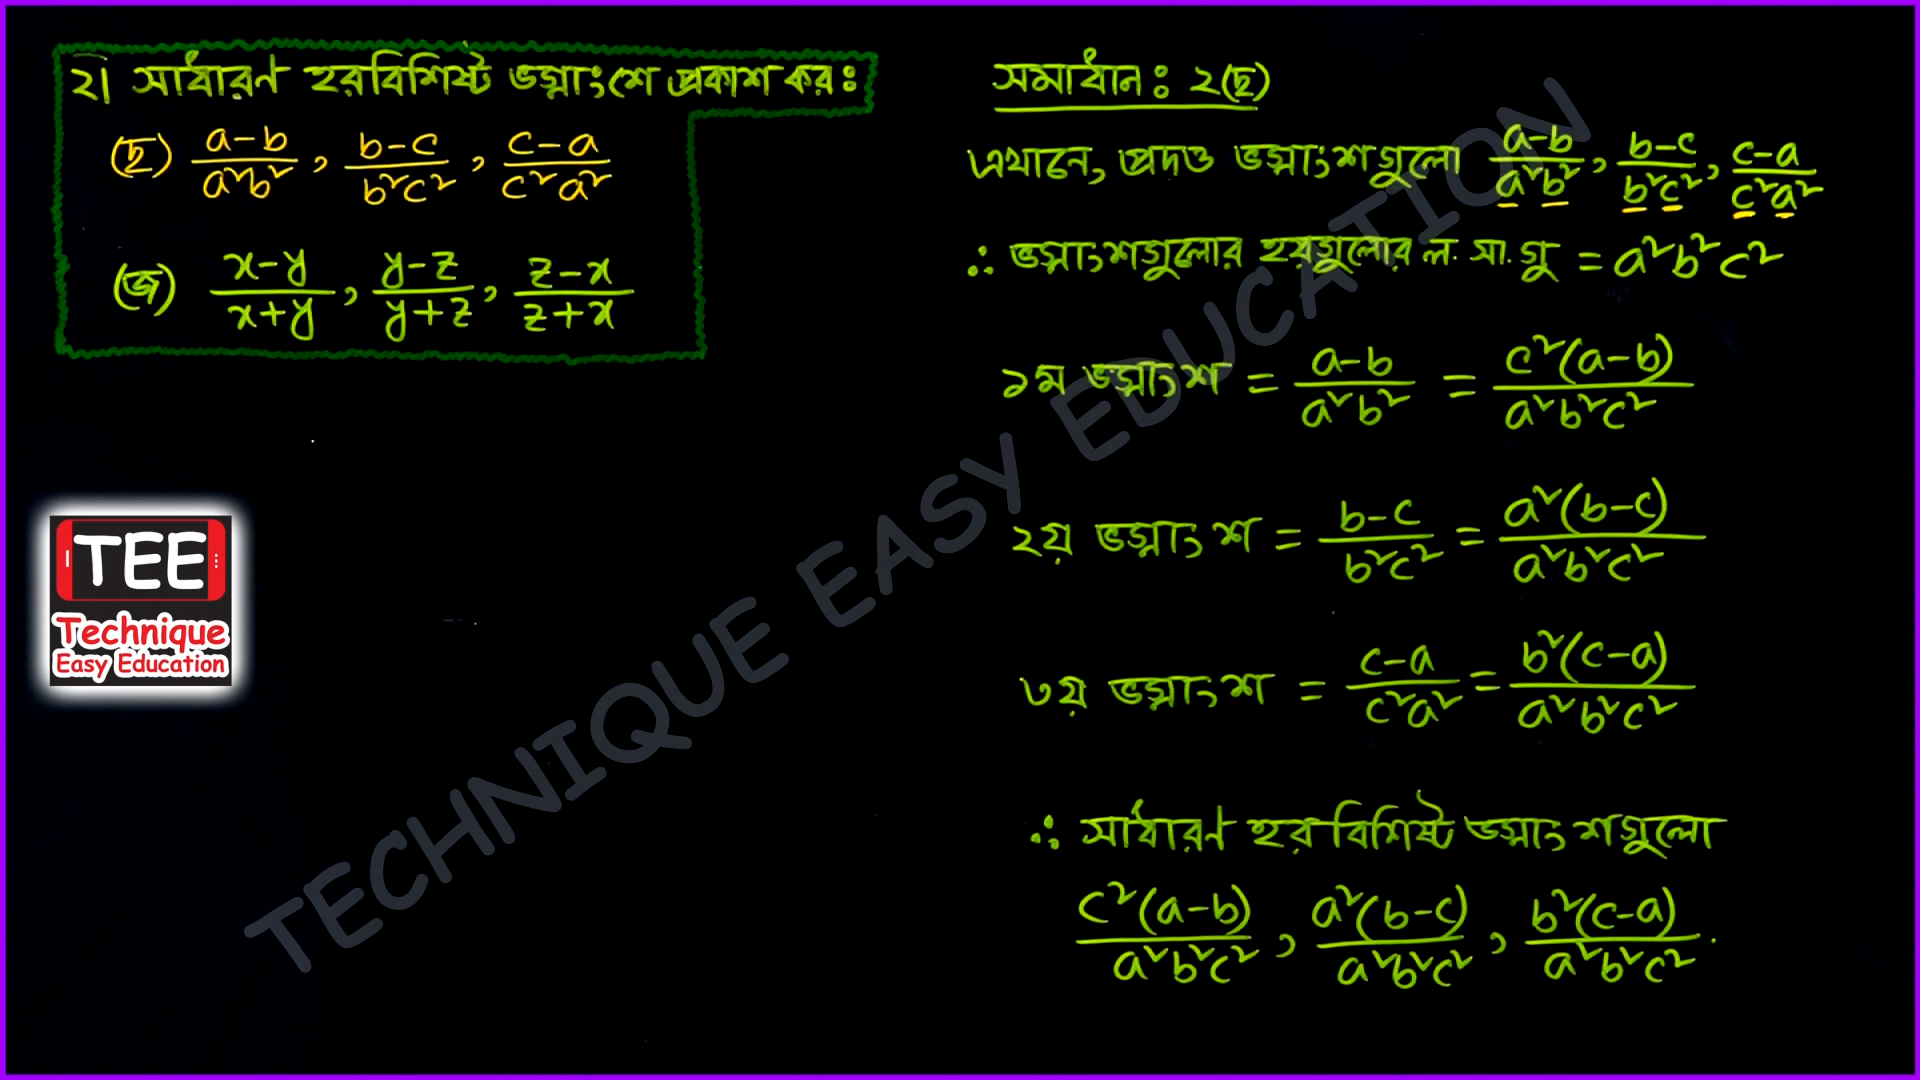 ২। সাধারণ হরবিশিষ্ট ভগ্নাংশে প্রকাশ কর:
(ছ) (a-b)/(a²b²), (b-c)/(b²c²), (c-a)/(c²a²)
(জ) (x-y)/(x+y), (y-z)/(y+z), (z-x)/(z+x)
TEE
Technique
Easy Education
সমাধান: ২(ছ)
এখানে, প্রদত্ত ভগ্নাংশগুলো (a-b)/(a²b²), (b-c)/(b²c²), (c-a)/(c²a²)
∴ ভগ্নাংশগুলোর হরগুলোর ল. সা. গু = a²b²c²
১ম ভগ্নাংশ = (a-b)/(a²b²) = c²(a-b)/(a²b²c²)
২য় ভগ্নাংশ = (b-c)/(b²c²) = a²(b-c)/(a²b²c²)
৩য় ভগ্নাংশ = (c-a)/(c²a²) = b²(c-a)/(a²b²c²)
∴ সাধারণ হরবিশিষ্ট ভগ্নাংশগুলো
c²(a-b)/(a²b²c²), a²(b-c)/(a²b²c²), b²(c-a)/(a²b²c²).
TECHNIQUE EASY EDUCATION